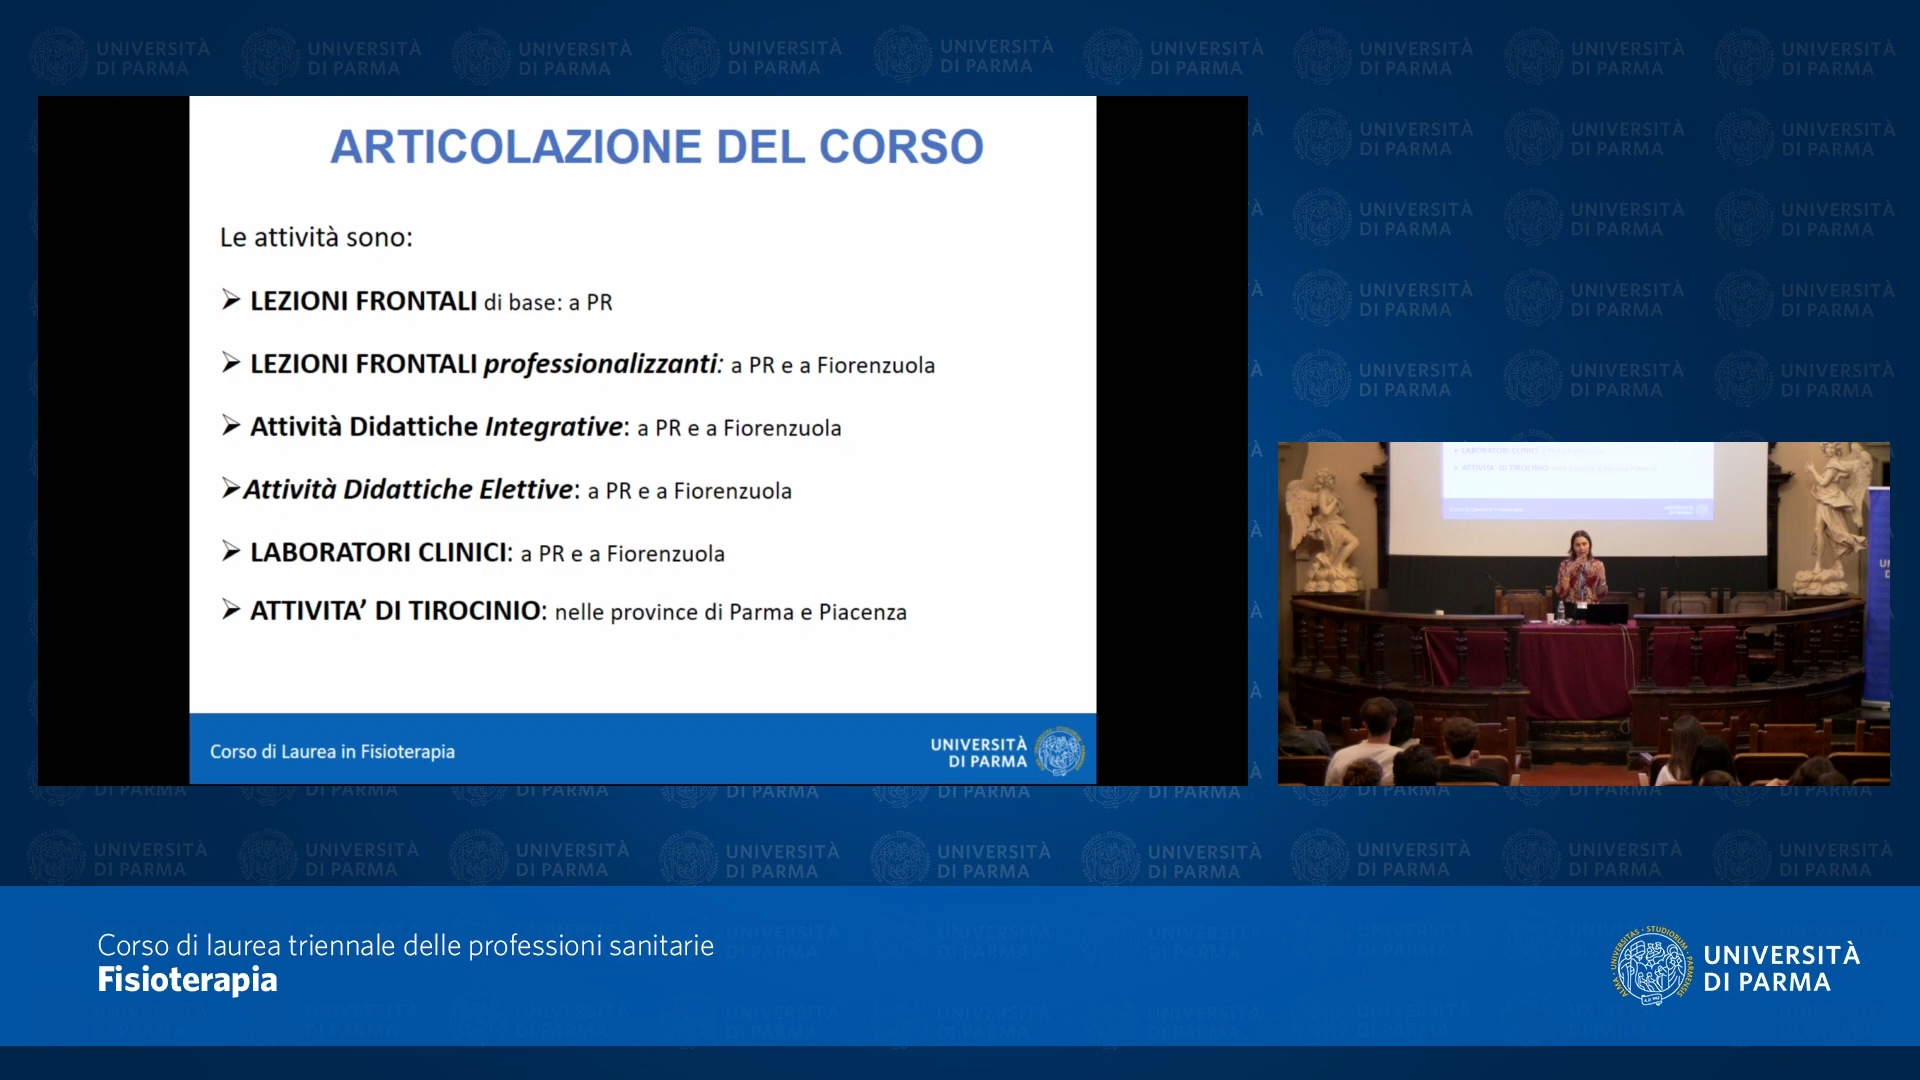 ARTICOLAZIONE DEL CORSO
Le attività sono:
➢ LEZIONI FRONTALI di base: a PR
➢ LEZIONI FRONTALI professionalizzanti: a PR e a Fiorenzuola
➢ Attività Didattiche Integrative: a PR e a Fiorenzuola
➢ Attività Didattiche Elettive: a PR e a Fiorenzuola
➢ LABORATORI CLINICI: a PR e a Fiorenzuola
➢ ATTIVITA’ DI TIROCINIO: nelle province di Parma e Piacenza
Corso di Laurea in Fisioterapia
UNIVERSITÀ
DI PARMA
Corso di laurea triennale delle professioni sanitarie
Fisioterapia
UNIVERSITÀ
DI PARMA